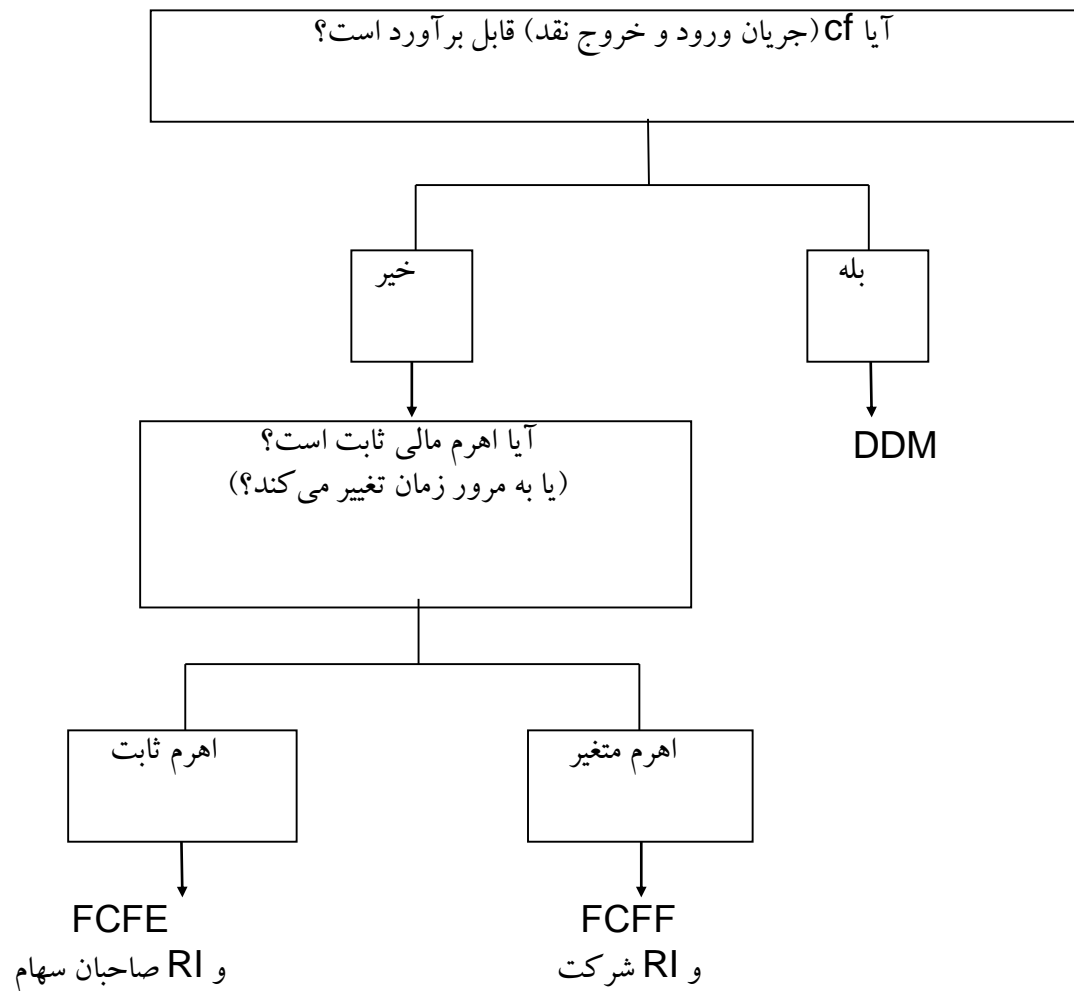 آیا cf (جریان ورود و خروج نقد) قابل برآورد است؟
بله
خیر
DDM
آیا اهرم مالی ثابت است؟
(یا به مرور زمان تغییر می‌کند؟)
اهرم متغیر
اهرم ثابت
FCFF
و RI شرکت
FCFE
و RI صاحبان سهام